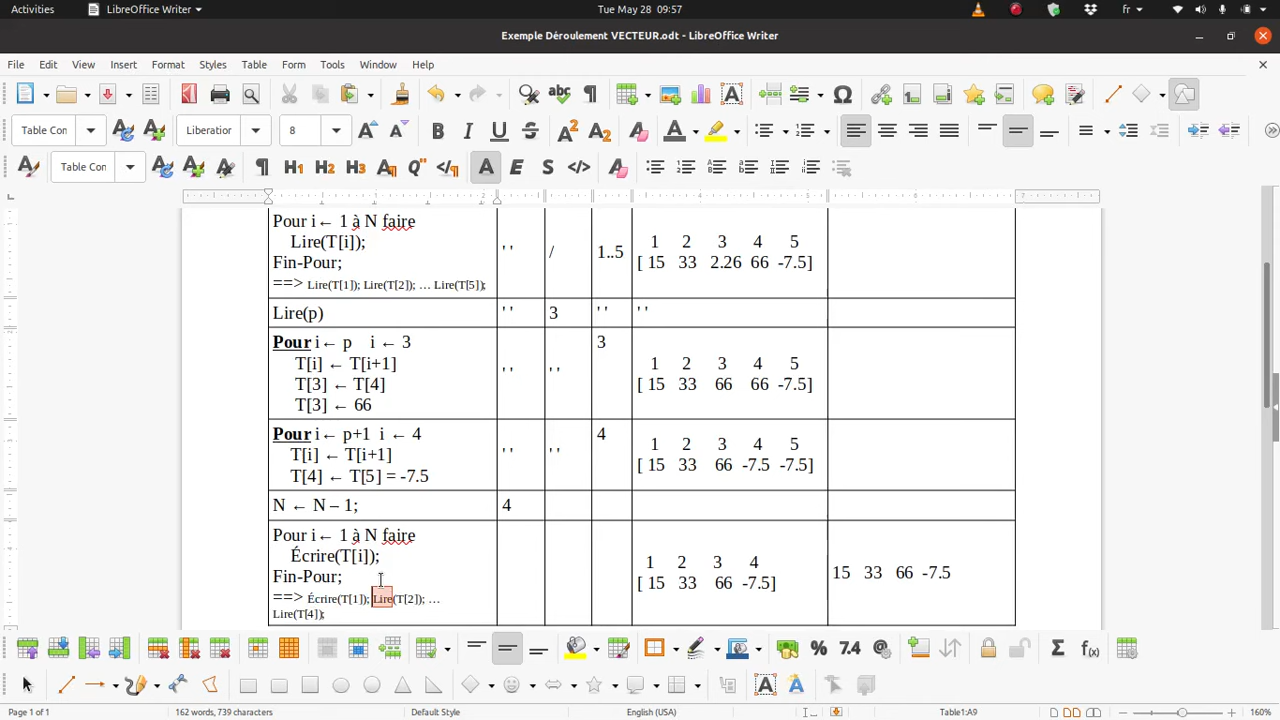 Activities
LibreOffice Writer
Tue May 28 09:57
fr
Exemple Déroulement VECTEUR.odt - LibreOffice Writer
File Edit View Insert Format Styles Table Form Tools Window Help
Table Con
Liberation
8
Table Con
Pour i← 1 à N faire
Lire(T[i]);
Fin-Pour;
==> Lire(T[1]); Lire(T[2]); … Lire(T[5]);
' '
/
1..5
1 2 3 4 5
[ 15 33 2.26 66 -7.5]
Lire(p)
' '
3
' '
' '
Pour i← p i ← 3
T[i] ← T[i+1]
T[3] ← T[4]
T[3] ← 66
' '
' '
3
1 2 3 4 5
[ 15 33 66 66 -7.5]
Pour i← p+1 i ← 4
T[i] ← T[i+1]
T[4] ← T[5] = -7.5
' '
' '
4
1 2 3 4 5
[ 15 33 66 -7.5 -7.5]
N ← N – 1;
4
Pour i← 1 à N faire
Écrire(T[i]);
Fin-Pour;
==> Écrire(T[1]); Lire(T[2]); …
Lire(T[4]);
1 2 3 4
[ 15 33 66 -7.5]
15 33 66 -7.5
Page 1 of 1
162 words, 739 characters
Default Style
English (USA)
Table1:A9
160%